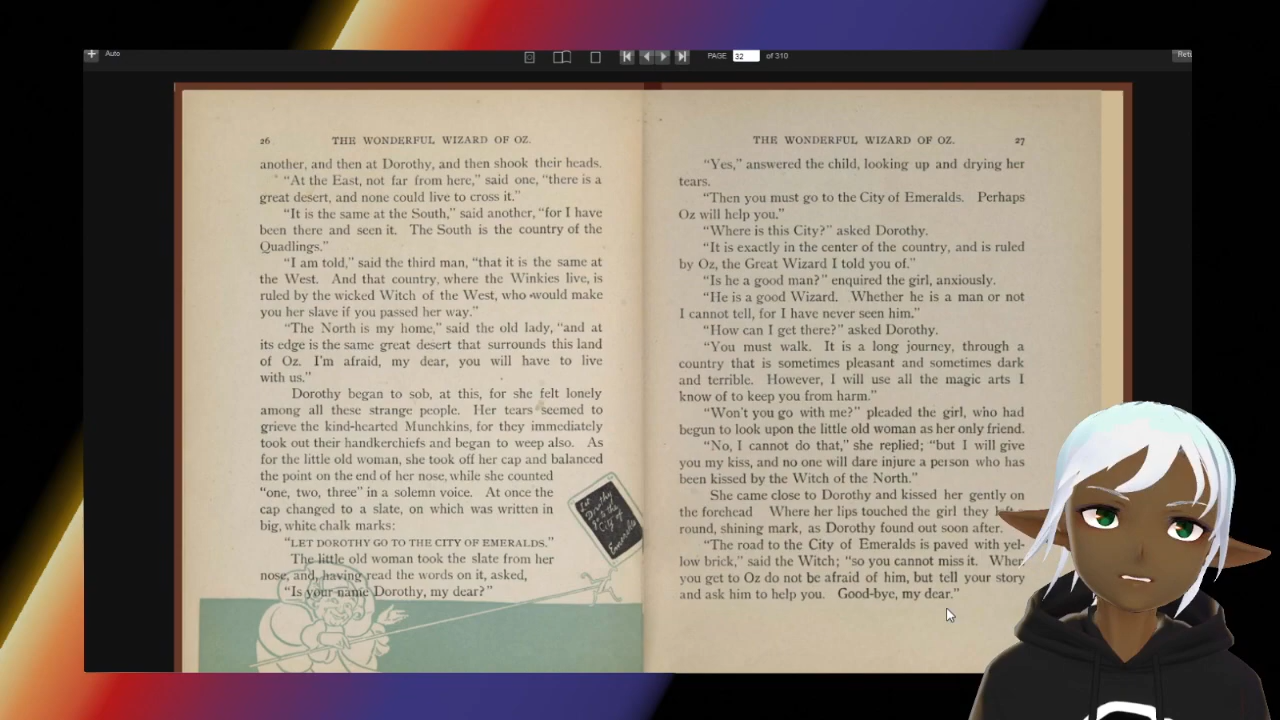 Auto
PAGE 32 of 310
26 THE WONDERFUL WIZARD OF OZ.
another, and then at Dorothy, and then shook their heads.
"At the East, not far from here," said one, "there is a
great desert, and none could live to cross it."
"It is the same at the South," said another, "for I have
been there and seen it. The South is the country of the
Quadlings."
"I am told," said the third man, "that it is the same at
the West. And that country, where the Winkies live, is
ruled by the wicked Witch of the West, who would make
you her slave if you passed her way."
"The North is my home," said the old lady, "and at
its edge is the same great desert that surrounds this land
of Oz. I'm afraid, my dear, you will have to live
with us."
Dorothy began to sob, at this, for she felt lonely
among all these strange people. Her tears seemed to
grieve the kind-hearted Munchkins, for they immediately
took out their handkerchiefs and began to weep also. As
for the little old woman, she took off her cap and balanced
the point on the end of her nose, while she counted
"one, two, three" in a solemn voice. At once the
cap changed to a slate, on which was written in
big, white chalk marks:
"LET DOROTHY GO TO THE CITY OF EMERALDS."
The little old woman took the slate from her
nose, and, having read the words on it, asked,
"Is your name Dorothy, my dear?"
Let
Dorothy
go to the
City of
Emeralds
THE WONDERFUL WIZARD OF OZ. 27
"Yes," answered the child, looking up and drying her
tears.
"Then you must go to the City of Emeralds. Perhaps
Oz will help you."
"Where is this City?" asked Dorothy.
"It is exactly in the center of the country, and is ruled
by Oz, the Great Wizard I told you of."
"Is he a good man?" enquired the girl, anxiously.
"He is a good Wizard. Whether he is a man or not
I cannot tell, for I have never seen him."
"How can I get there?" asked Dorothy.
"You must walk. It is a long journey, through a
country that is sometimes pleasant and sometimes dark
and terrible. However, I will use all the magic arts I
know of to keep you from harm."
"Won't you go with me?" pleaded the girl, who had
begun to look upon the little old woman as her only friend.
"No, I cannot do that," she replied; "but I will give
you my kiss, and no one will dare injure a person who has
been kissed by the Witch of the North."
She came close to Dorothy and kissed her gently on
the forehead Where her lips touched the girl they left a
round, shining mark, as Dorothy found out soon after.
"The road to the City of Emeralds is paved with yel-
low brick," said the Witch; "so you cannot miss it. When
you get to Oz do not be afraid of him, but tell your story
and ask him to help you. Good-bye, my dear."